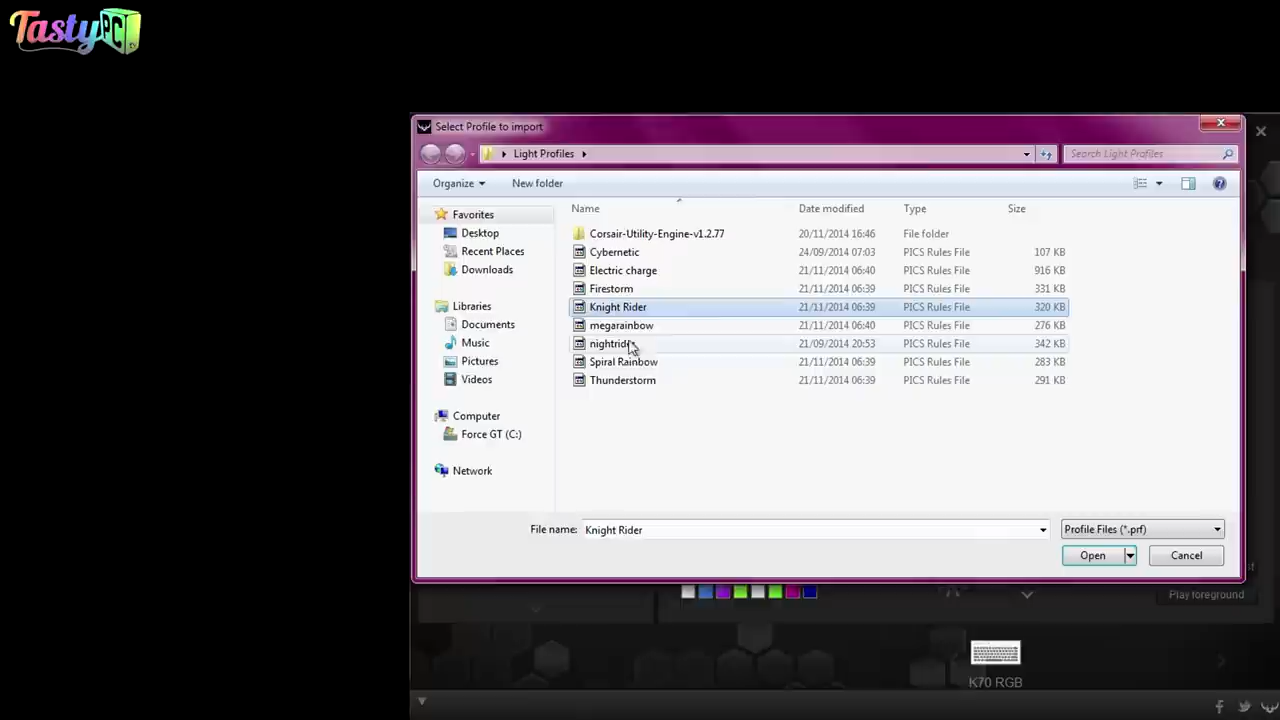 TastyPC
Select Profile to import
Light Profiles
Search Light Profiles
Organize
New folder
Name
Date modified
Type
Size
Favorites
Desktop
Recent Places
Downloads
Libraries
Documents
Music
Pictures
Videos
Computer
Force GT (C:)
Network
Corsair-Utility-Engine-v1.2.77 20/11/2014 16:46 File folder
Cybernetic 24/09/2014 07:03 PICS Rules File 107 KB
Electric charge 21/11/2014 06:40 PICS Rules File 916 KB
Firestorm 21/11/2014 06:39 PICS Rules File 331 KB
Knight Rider 21/11/2014 06:39 PICS Rules File 320 KB
megarainbow 21/11/2014 06:40 PICS Rules File 276 KB
21/09/2014 20:53 PICS Rules File 342 KB
Spiral Rainbow 21/11/2014 06:39 PICS Rules File 283 KB
Thunderstorm 21/11/2014 06:39 PICS Rules File 291 KB
File name: Knight Rider
Profile Files (*.prf)
Open
Cancel
Play foreground
K70 RGB